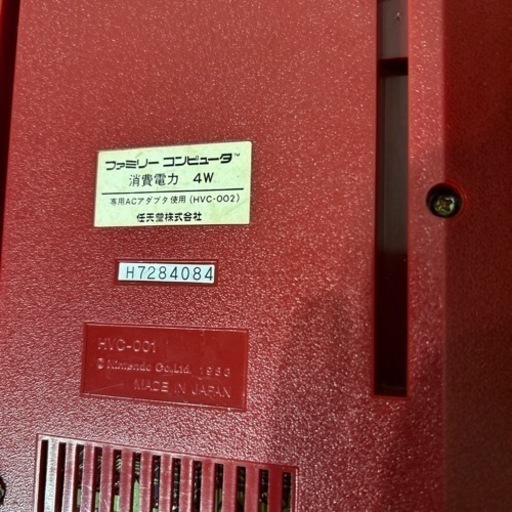 ファミリー コンピュータ™
消費電力 4W
専用ACアダプタ使用(HVC-002)
任天堂株式会社
H7284084
HVC-001
© Nintendo Co.,Ltd. 1983
MADE IN JAPAN